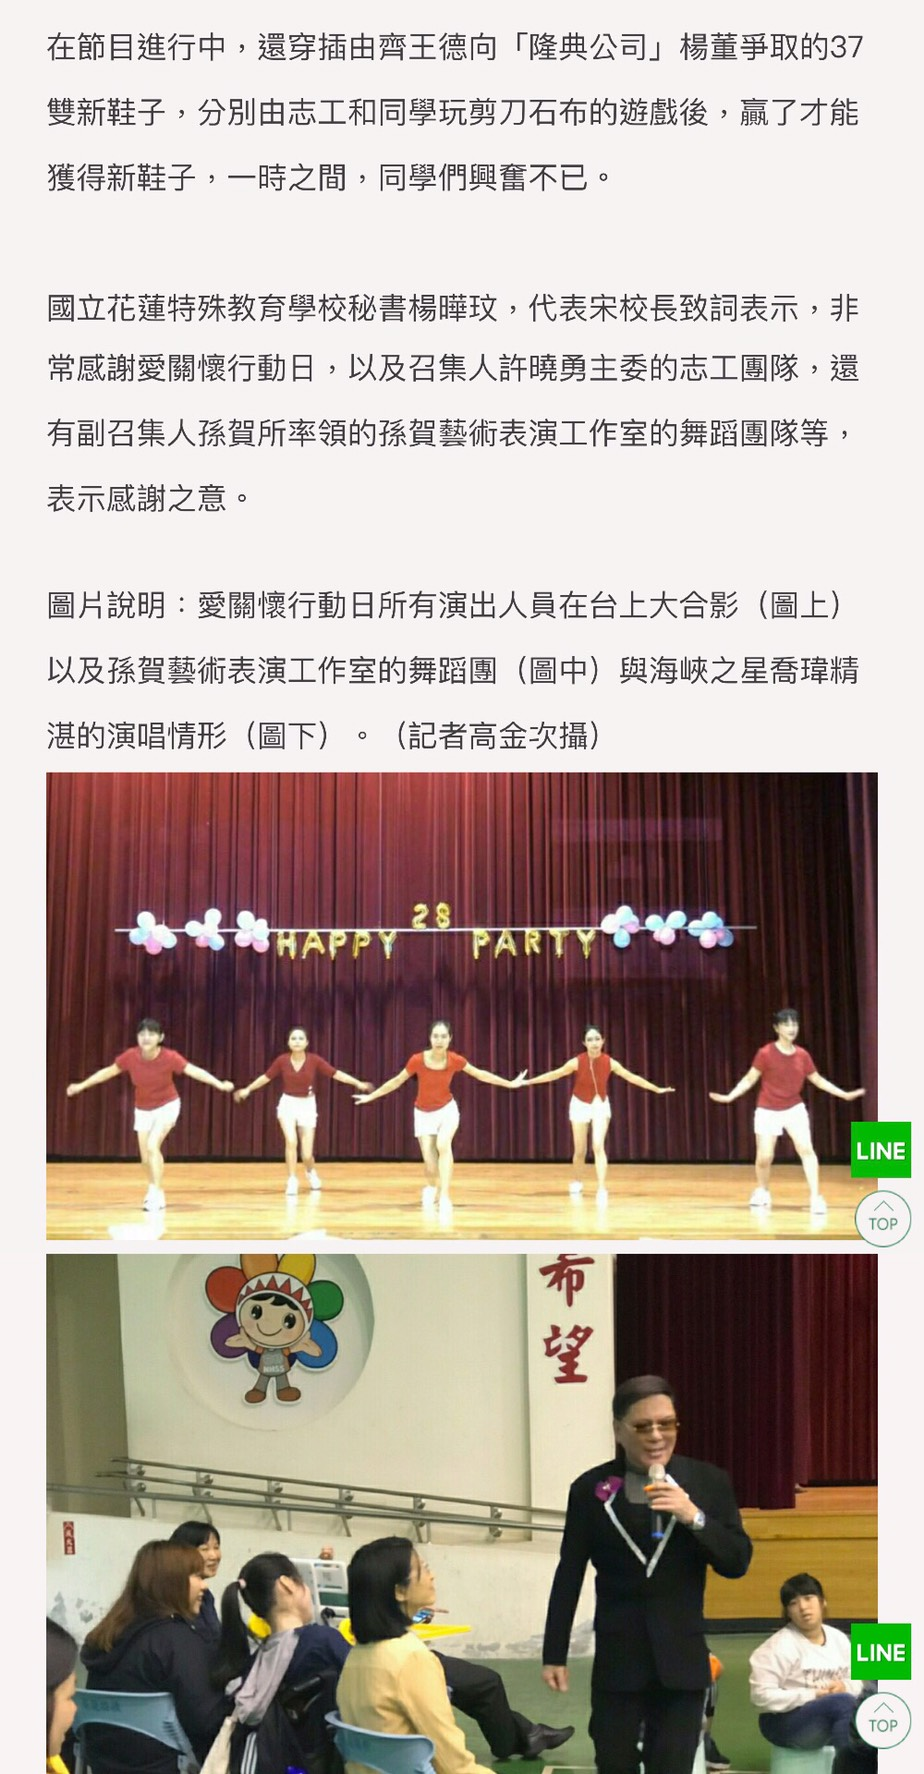 在節目進行中，還穿插由齊王德向「隆典公司」楊董爭取的37
雙新鞋子，分別由志工和同學玩剪刀石布的遊戲後，贏了才能
獲得新鞋子，一時之間，同學們興奮不已。
國立花蓮特殊教育學校秘書楊曄玟，代表宋校長致詞表示，非
常感謝愛關懷行動日，以及召集人許曉勇主委的志工團隊，還
有副召集人孫賀所率領的孫賀藝術表演工作室的舞蹈團隊等，
表示感謝之意。
圖片說明：愛關懷行動日所有演出人員在台上大合影（圖上）
以及孫賀藝術表演工作室的舞蹈團（圖中）與海峽之星喬瑋精
湛的演唱情形（圖下）。（記者高金次攝）
28
HAPPY PARTY
LINE
TOP
希望
LINE
TOP